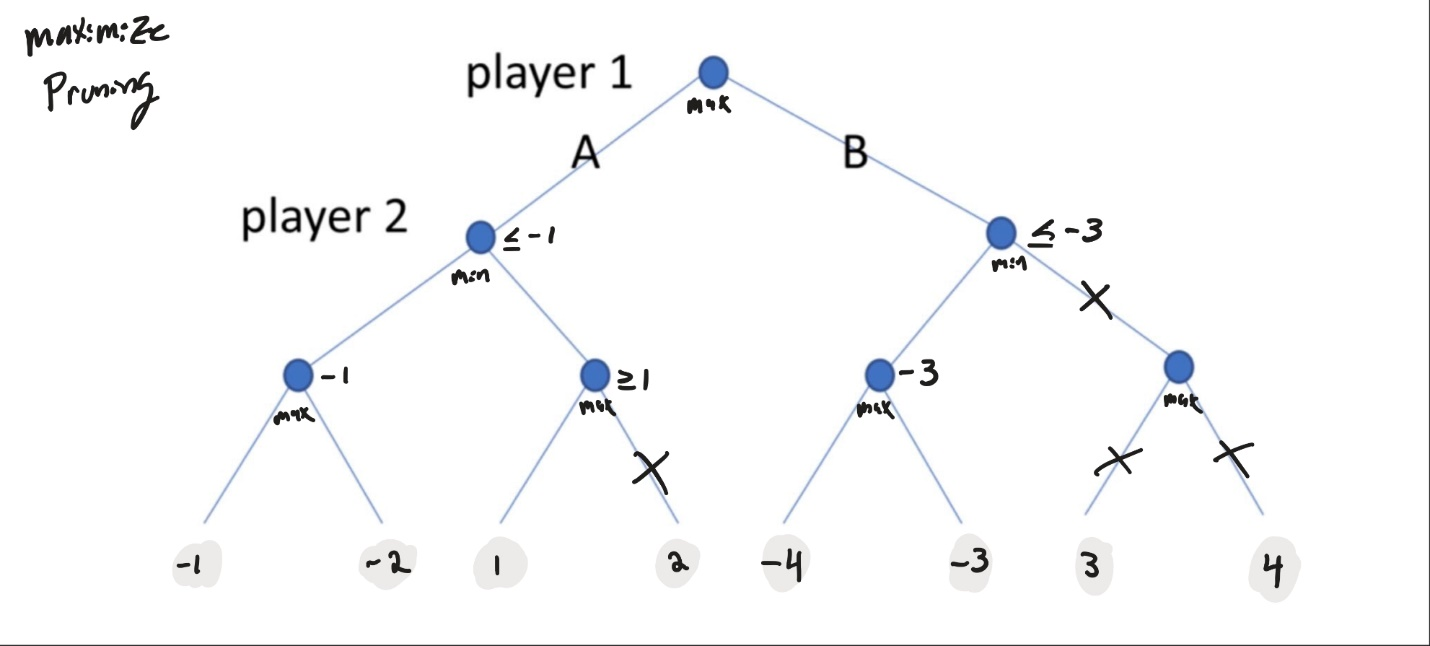 maximize
Pruning
player 1
max
A
B
player 2
≤ -1
min
≤ -3
min
X
-1
max
≥1
max
-3
max
max
X
X
X
-1
-2
1
2
-4
-3
3
4